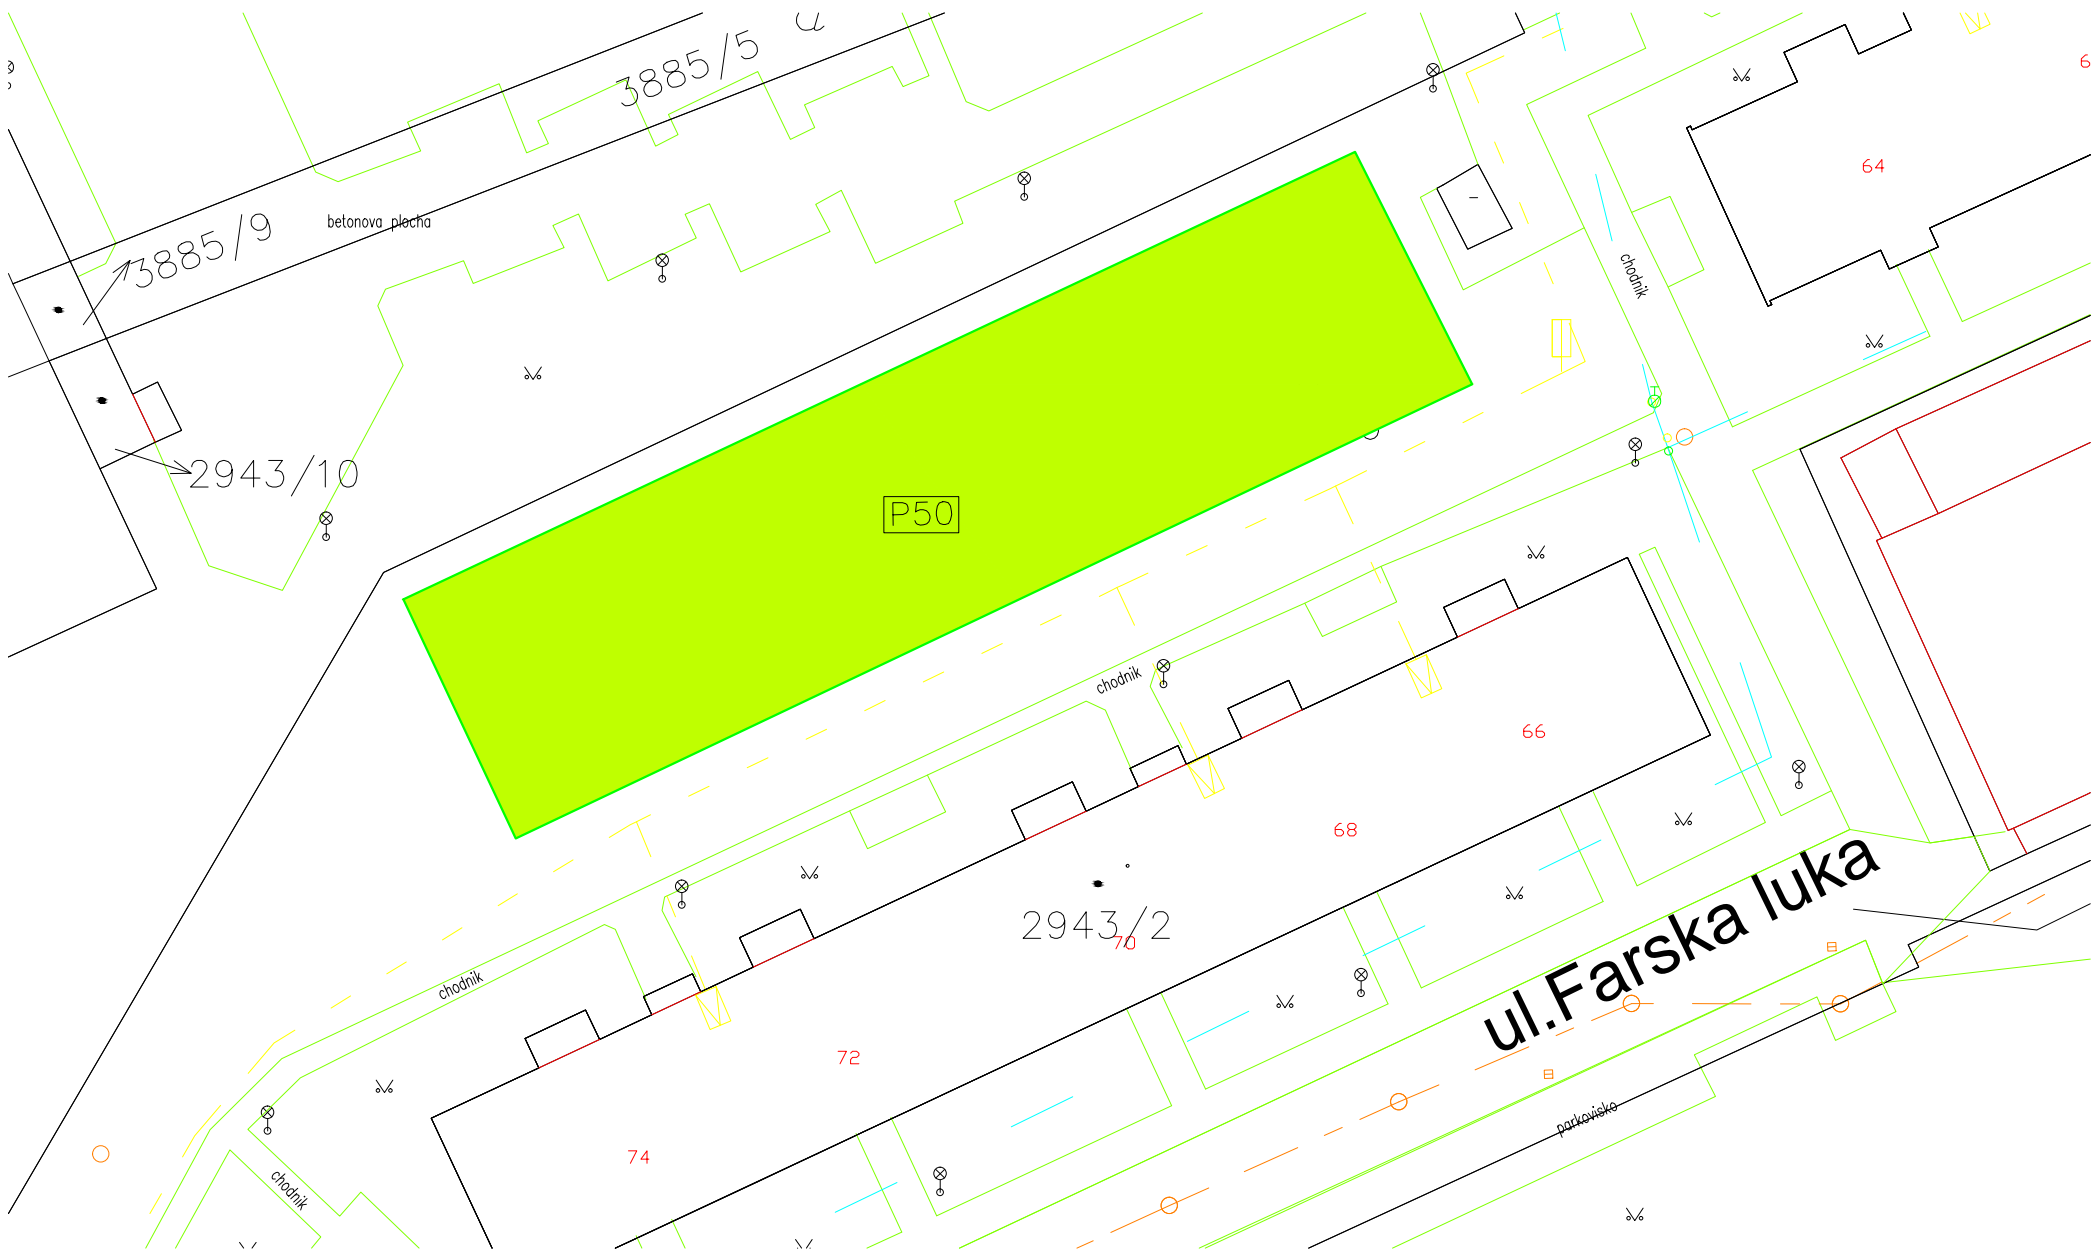 3885/5
6
64
betonova plocha
3885/9
chodnik
2943/10
P50
chodnik
66
68
2943/2
70
ul.Farska luka
chodnik
72
parkovisko
74
chodnik